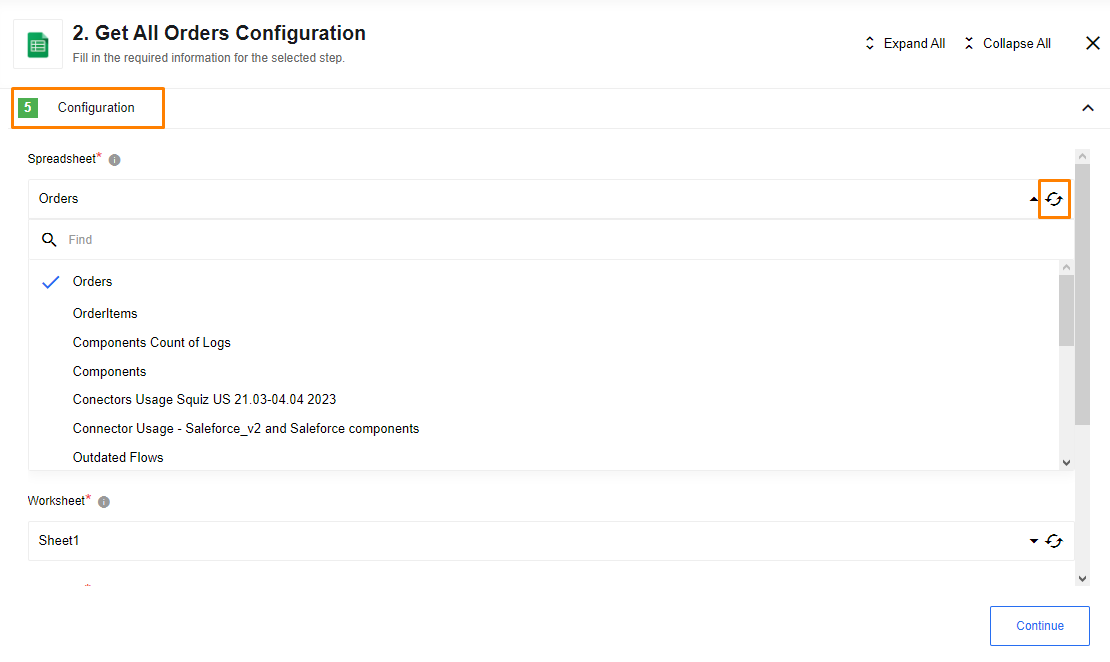 2. Get All Orders Configuration
Fill in the required information for the selected step.
Expand All
Collapse All
5 Configuration
Spreadsheet*
Orders
Find
Orders
OrderItems
Components Count of Logs
Components
Conectors Usage Squiz US 21.03-04.04 2023
Connector Usage - Saleforce_v2 and Saleforce components
Outdated Flows
Worksheet*
Sheet1
Continue